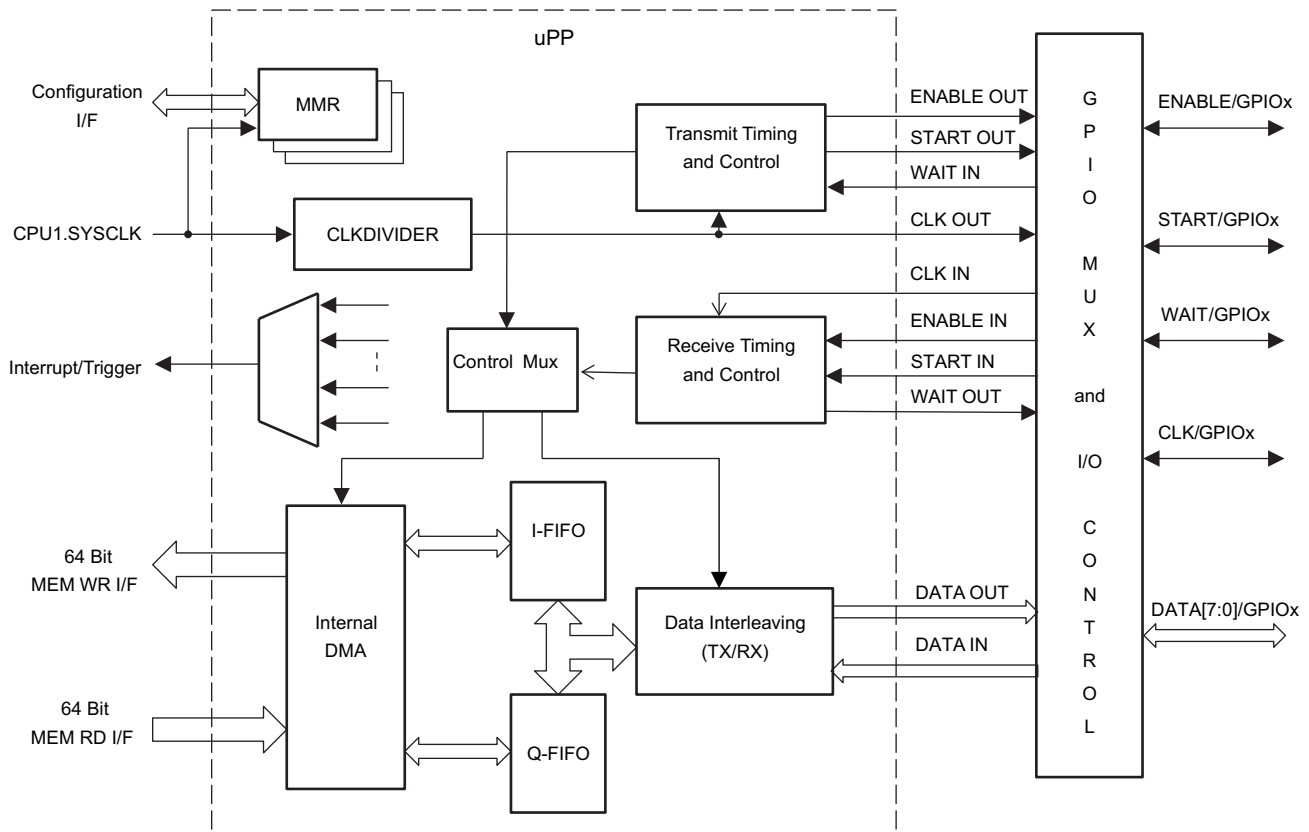 uPP
Configuration
I/F
MMR
CPU1.SYSCLK
CLKDIVIDER
Transmit Timing
and Control
ENABLE OUT
START OUT
WAIT IN
CLK OUT
CLK IN
ENABLE IN
START IN
WAIT OUT
Receive Timing
and Control
Control Mux
Interrupt/Trigger
64 Bit
MEM WR I/F
64 Bit
MEM RD I/F
Internal
DMA
I-FIFO
Q-FIFO
Data Interleaving
(TX/RX)
DATA OUT
DATA IN
G
P
I
O
M
U
X
and
I/O
C
O
N
T
R
O
L
ENABLE/GPIOx
START/GPIOx
WAIT/GPIOx
CLK/GPIOx
DATA[7:0]/GPIOx